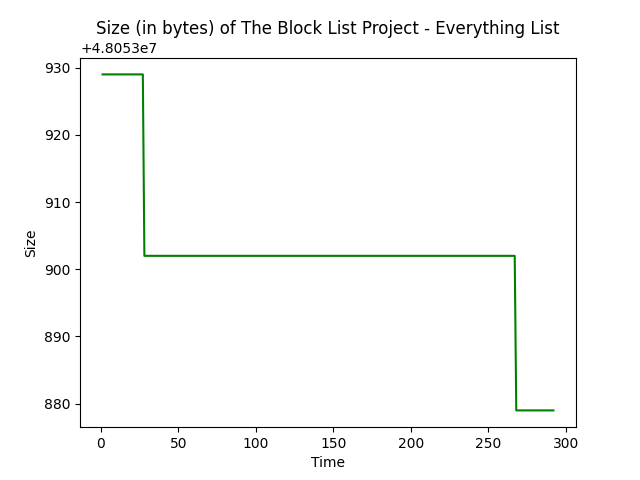 Size (in bytes) of The Block List Project - Everything List
+4.8053e7
930
920
910
900
890
880
Size
0 50 100 150 200 250 300
Time